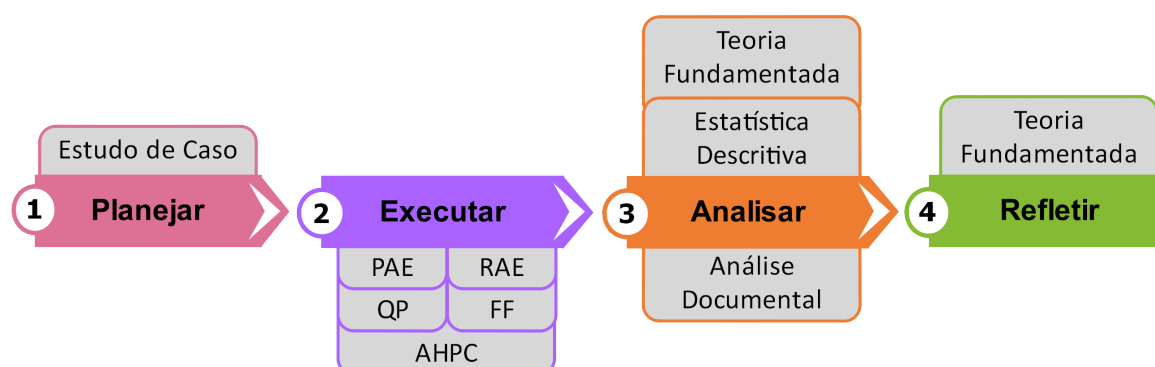 Estudo de Caso
1
Planejar
2
Executar
PAE
RAE
QP
FF
AHPC
Teoria
Fundamentada
Estatística
Descritiva
3
Analisar
Análise
Documental
Teoria
Fundamentada
4
Refletir